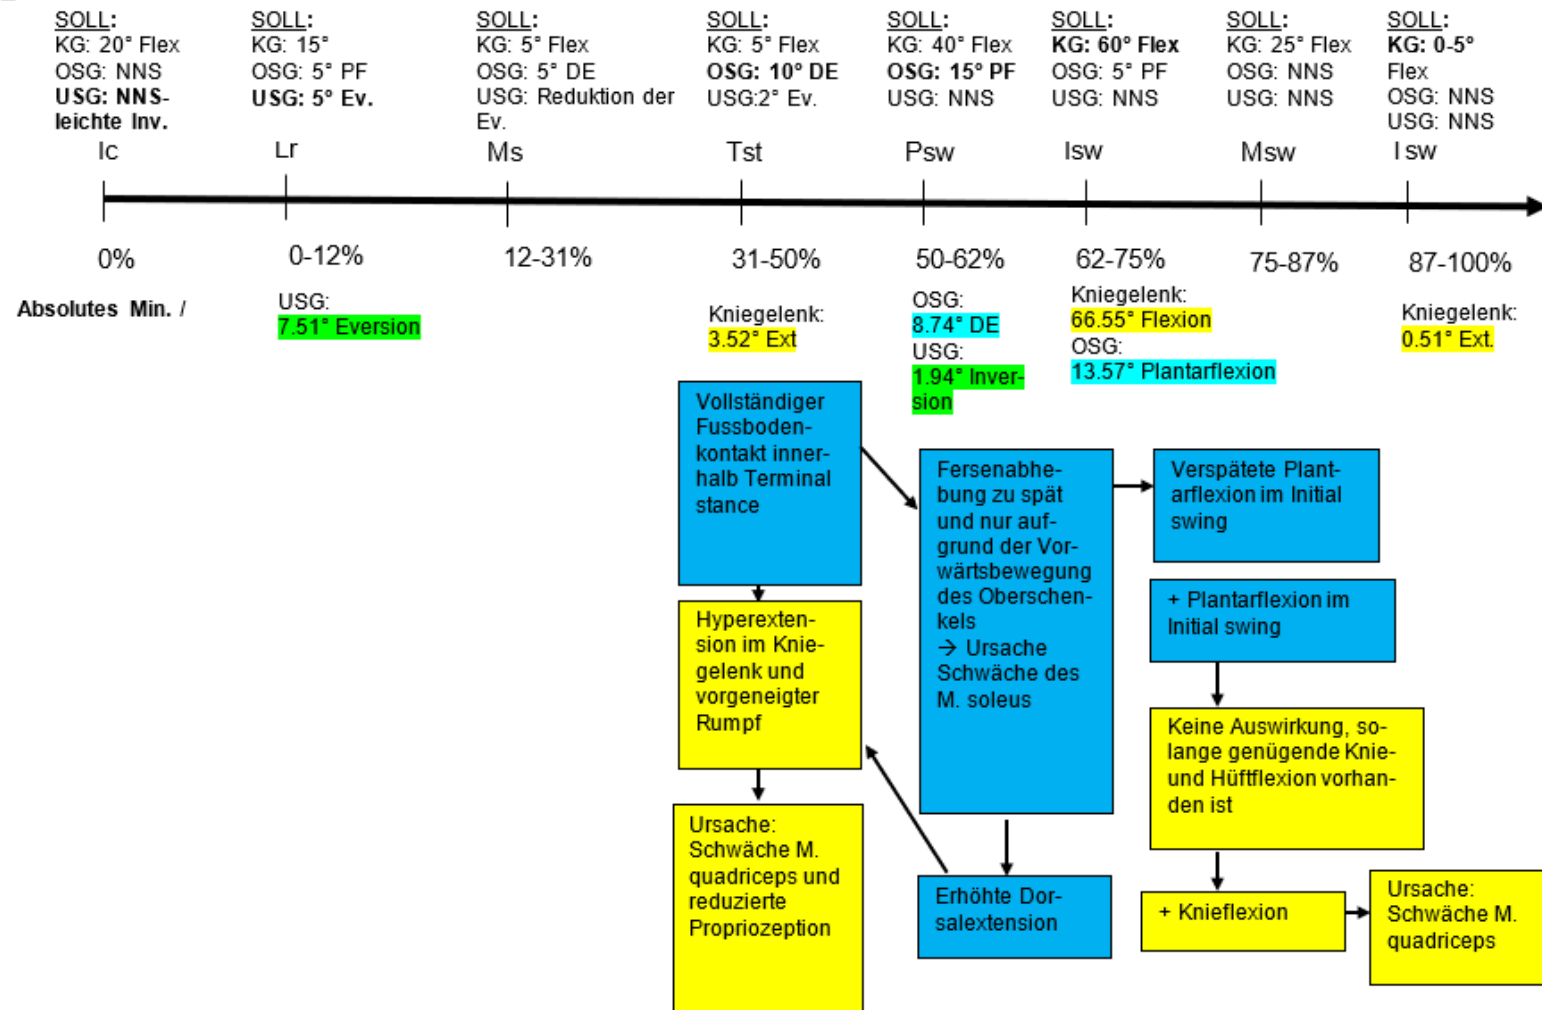 SOLL:
KG: 20° Flex
OSG: NNS
USG: NNS-
leichte Inv.
SOLL:
KG: 15°
OSG: 5° PF
USG: 5° Ev.
SOLL:
KG: 5° Flex
OSG: 5° DE
USG: Reduktion der
Ev.
SOLL:
KG: 5° Flex
OSG: 10° DE
USG:2° Ev.
SOLL:
KG: 40° Flex
OSG: 15° PF
USG: NNS
SOLL:
KG: 60° Flex
OSG: 5° PF
USG: NNS
SOLL:
KG: 25° Flex
OSG: NNS
USG: NNS
SOLL:
KG: 0-5°
Flex
OSG: NNS
USG: NNS
Ic
Lr
Ms
Tst
Psw
Isw
Msw
I sw
0%
0-12%
12-31%
31-50%
50-62%
62-75%
75-87%
87-100%
Absolutes Min. /
USG:
7.51° Eversion
Kniegelenk:
3.52° Ext
OSG:
8.74° DE
USG:
1.94° Inver-
sion
Kniegelenk:
66.55° Flexion
OSG:
13.57° Plantarflexion
Kniegelenk:
0.51° Ext.
Vollständiger
Fussboden-
kontakt inner-
halb Terminal
stance
Hyperexten-
sion im Knie-
gelenk und
vorgeneigter
Rumpf
Ursache:
Schwäche M.
quadriceps und
reduzierte
Propriozeption
Fersenabhe-
bung zu spät
und nur auf-
grund der Vor-
wärtsbewegung
des Oberschen-
kels
→ Ursache
Schwäche des
M. soleus
Erhöhte Dor-
salextension
Verspätete Plant-
arflexion im Initial
swing
+ Plantarflexion im
Initial swing
Keine Auswirkung, so-
lange genügende Knie-
und Hüftflexion vorhan-
den ist
+ Knieflexion
Ursache:
Schwäche M.
quadriceps